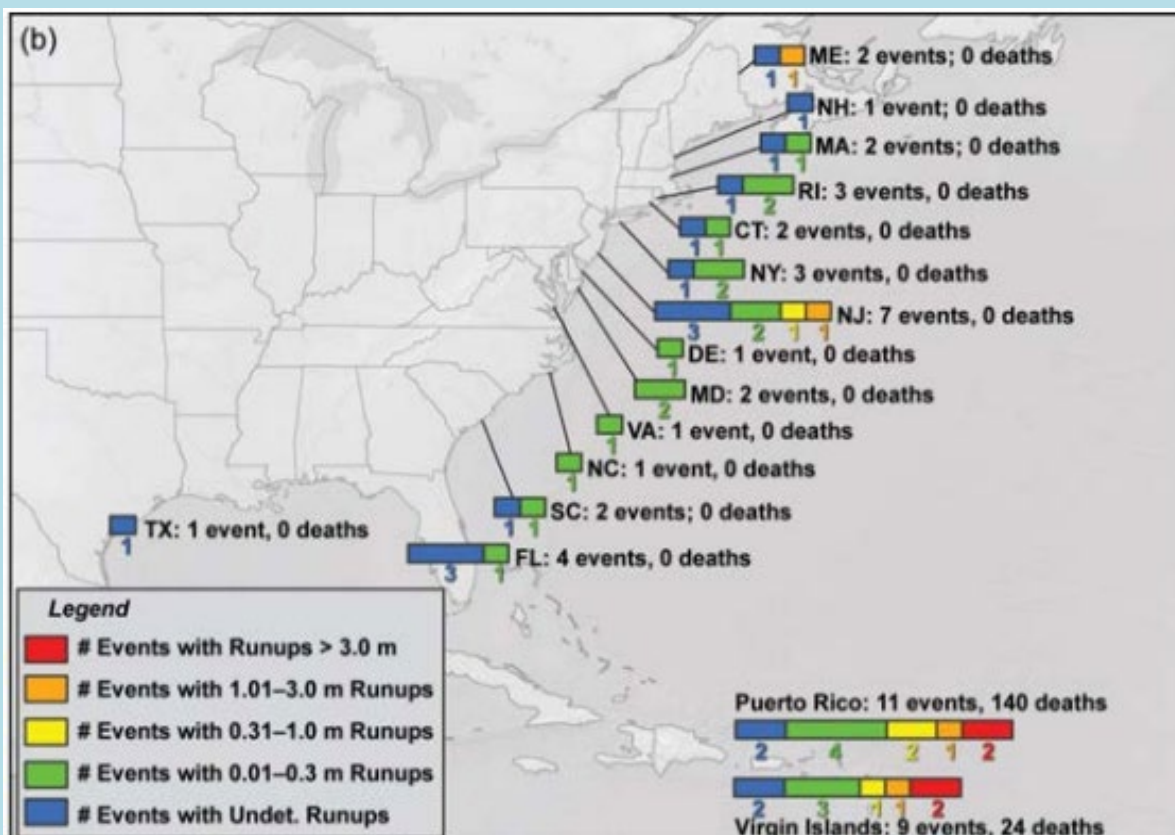 (b)
ME: 2 events; 0 deaths
1 1
NH: 1 event; 0 deaths
1
MA: 2 events; 0 deaths
1 1
RI: 3 events, 0 deaths
1 2
CT: 2 events, 0 deaths
1 1
NY: 3 events, 0 deaths
1 2
NJ: 7 events, 0 deaths
3 2 1 1
DE: 1 event, 0 deaths
1
MD: 2 events, 0 deaths
2
VA: 1 event, 0 deaths
1
NC: 1 event, 0 deaths
1
SC: 2 events; 0 deaths
1 1
TX: 1 event, 0 deaths
1
FL: 4 events, 0 deaths
3 1
Legend
# Events with Runups > 3.0 m
# Events with 1.01–3.0 m Runups
# Events with 0.31–1.0 m Runups
# Events with 0.01–0.3 m Runups
# Events with Undet. Runups
Puerto Rico: 11 events, 140 deaths
2 4 2 1 2
2 3 1 1 2
Virgin Islands: 9 events, 24 deaths